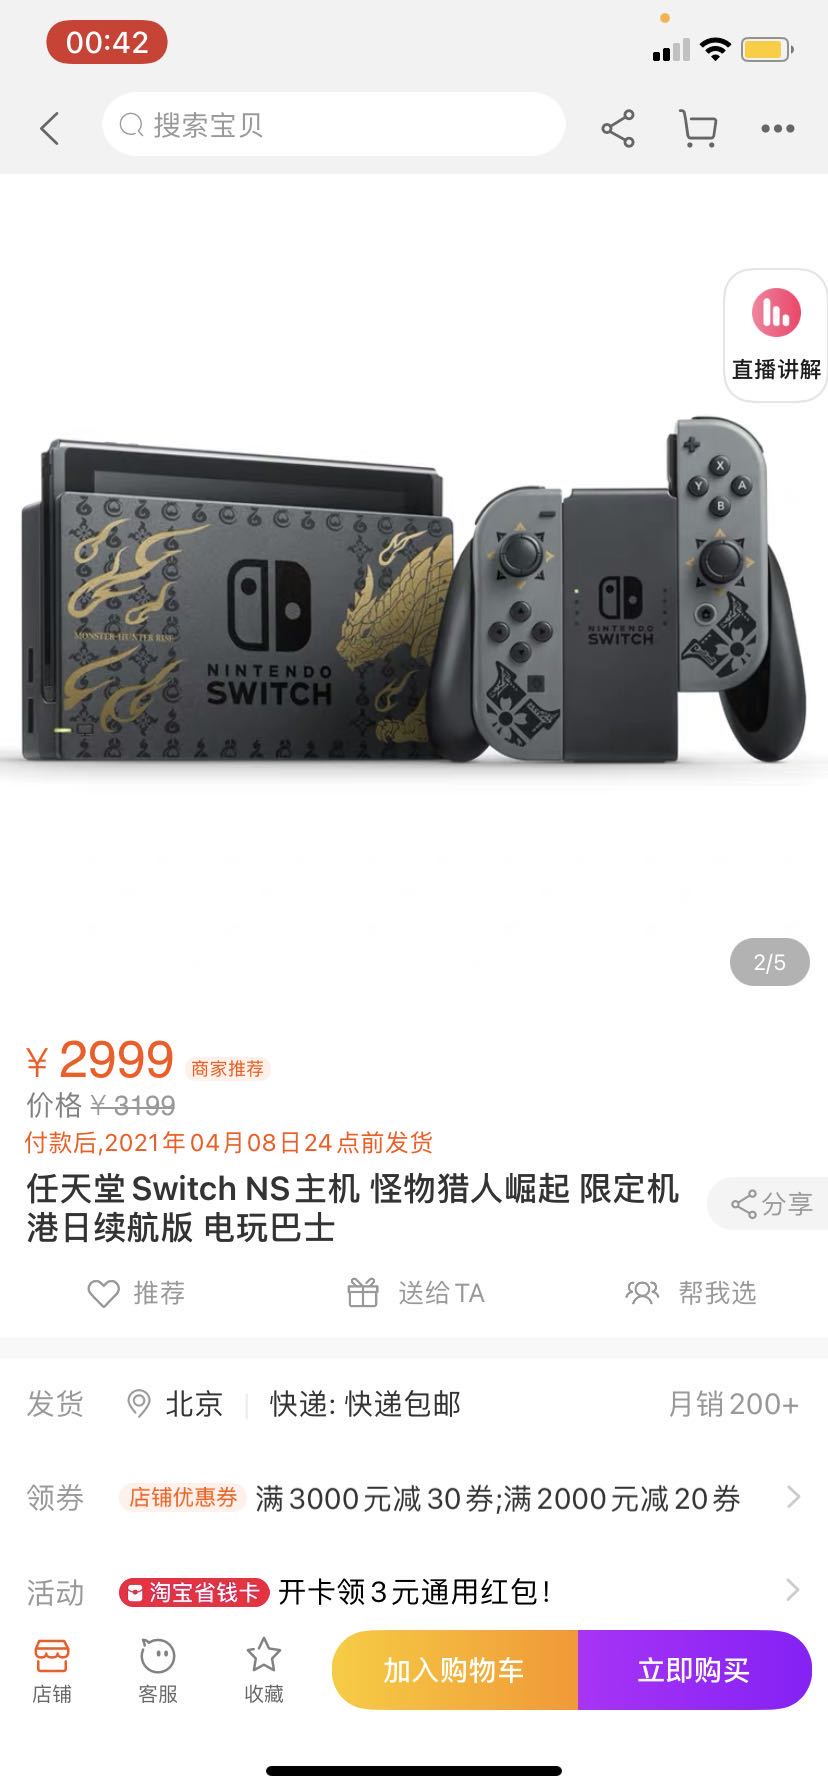 00:42
搜索宝贝
直播讲解
MONSTER HUNTER RISE
NINTENDO
SWITCH
X
Y A
B
NINTENDO
SWITCH
2/5
¥2999 商家推荐
价格 ¥3199
付款后,2021年04月08日24点前发货
任天堂Switch NS主机 怪物猎人崛起 限定机
港日续航版 电玩巴士
分享
推荐 送给TA 帮我选
发货 北京 快递: 快递包邮 月销200+
领券 店铺优惠券 满3000元减30券;满2000元减20券
活动 淘宝省钱卡 开卡领3元通用红包!
店铺 客服 收藏 加入购物车 立即购买